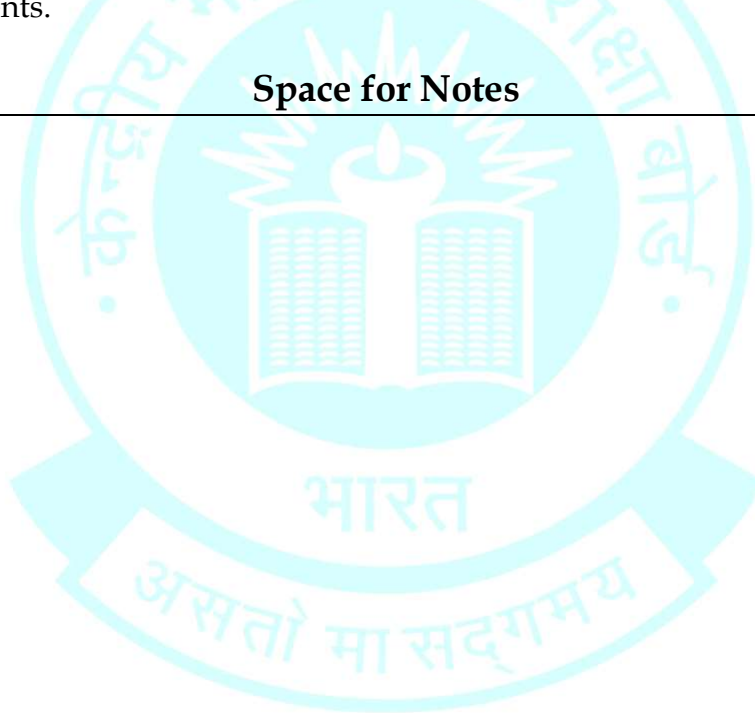 nts.
Space for Notes
केन्द्रीय
शिक्षा बोर्ड
भारत
असतो मा सद्गमय